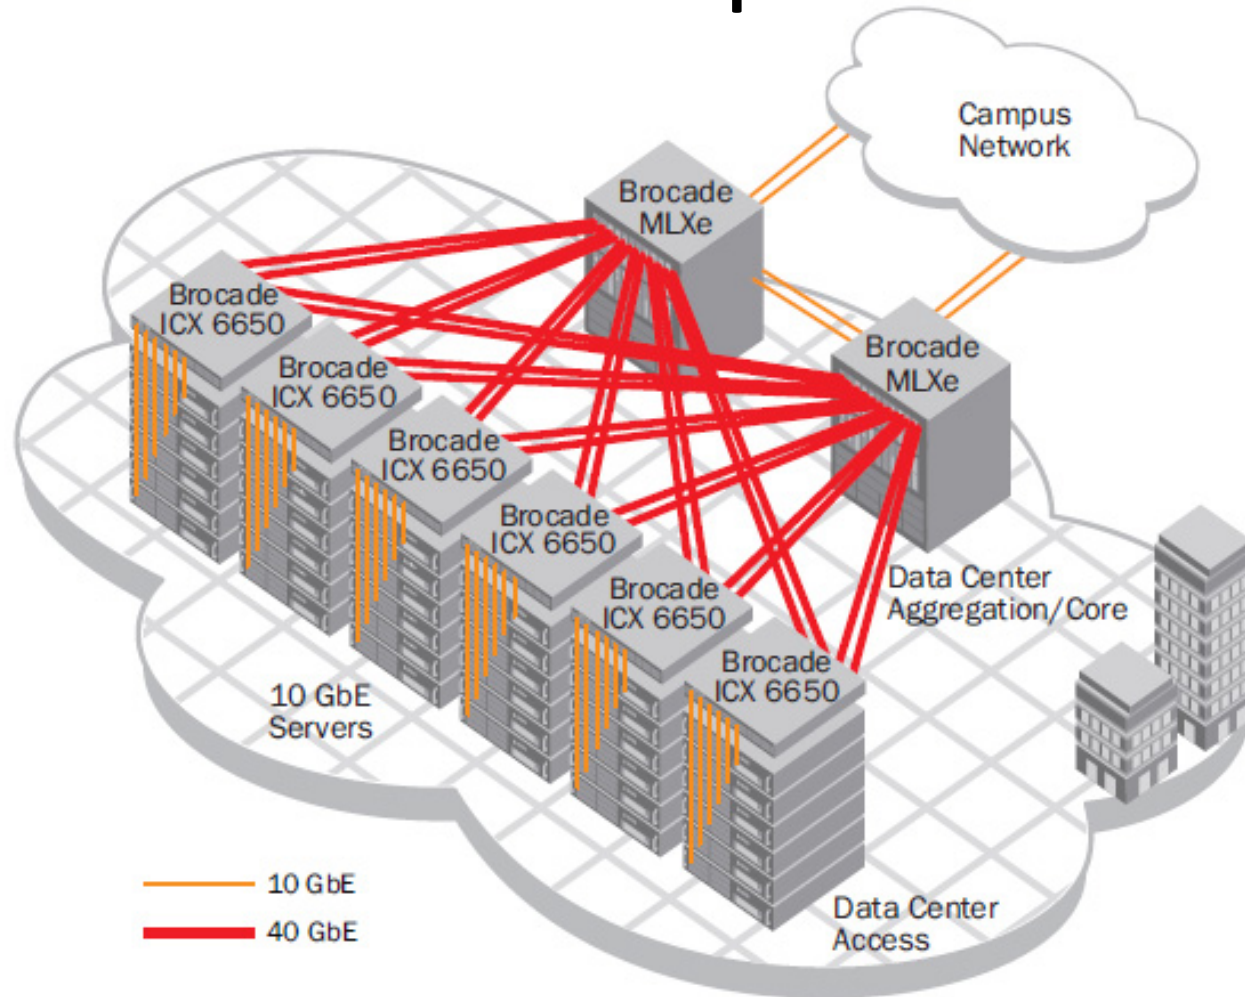 Campus
Network
Brocade
MLXe
Brocade
MLXe
Brocade
ICX 6650
Brocade
ICX 6650
Brocade
ICX 6650
Brocade
ICX 6650
Brocade
ICX 6650
Brocade
ICX 6650
Data Center
Aggregation/Core
10 GbE
Servers
10 GbE
40 GbE
Data Center
Access